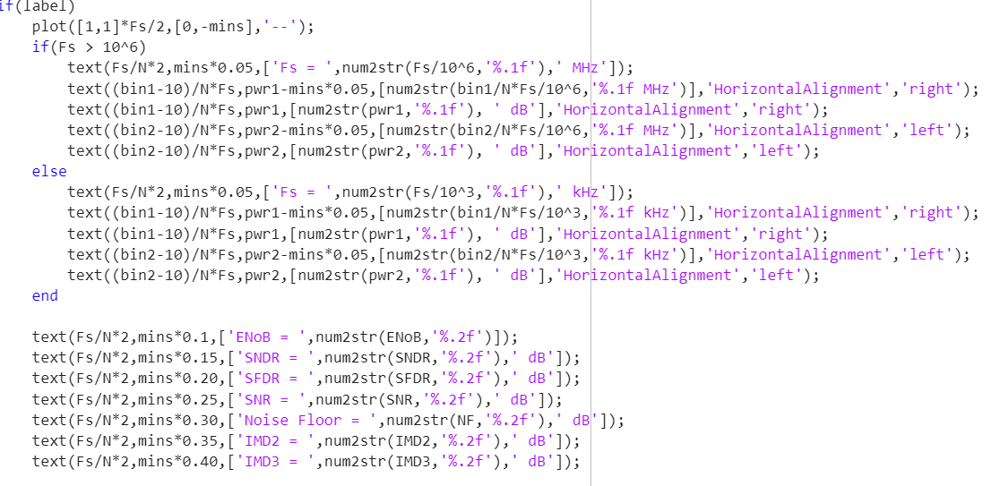 if(label)
    plot([1,1]*Fs/2,[0,-mins],'--');
    if(Fs > 10^6)
        text(Fs/N*2,mins*0.05,['Fs = ',num2str(Fs/10^6,'%.1f'),' MHz']);
        text((bin1-10)/N*Fs,pwr1-mins*0.05,[num2str(bin1/N*Fs/10^6,'%.1f MHz')],'HorizontalAlignment','right');
        text((bin1-10)/N*Fs,pwr1,[num2str(pwr1,'%.1f'), ' dB'],'HorizontalAlignment','right');
        text((bin2-10)/N*Fs,pwr2-mins*0.05,[num2str(bin2/N*Fs/10^6,'%.1f MHz')],'HorizontalAlignment','left');
        text((bin2-10)/N*Fs,pwr2,[num2str(pwr2,'%.1f'), ' dB'],'HorizontalAlignment','left');
    else
        text(Fs/N*2,mins*0.05,['Fs = ',num2str(Fs/10^3,'%.1f'),' kHz']);
        text((bin1-10)/N*Fs,pwr1-mins*0.05,[num2str(bin1/N*Fs/10^3,'%.1f kHz')],'HorizontalAlignment','right');
        text((bin1-10)/N*Fs,pwr1,[num2str(pwr1,'%.1f'), ' dB'],'HorizontalAlignment','right');
        text((bin2-10)/N*Fs,pwr2-mins*0.05,[num2str(bin2/N*Fs/10^3,'%.1f kHz')],'HorizontalAlignment','left');
        text((bin2-10)/N*Fs,pwr2,[num2str(pwr2,'%.1f'), ' dB'],'HorizontalAlignment','left');
    end
    text(Fs/N*2,mins*0.1,['ENoB = ',num2str(ENoB,'%.2f')]);
    text(Fs/N*2,mins*0.15,['SNDR = ',num2str(SNDR,'%.2f'),' dB']);
    text(Fs/N*2,mins*0.20,['SFDR = ',num2str(SFDR,'%.2f'),' dB']);
    text(Fs/N*2,mins*0.25,['SNR = ',num2str(SNR,'%.2f'),' dB']);
    text(Fs/N*2,mins*0.30,['Noise Floor = ',num2str(NF,'%.2f'),' dB']);
    text(Fs/N*2,mins*0.35,['IMD2 = ',num2str(IMD2,'%.2f'),' dB']);
    text(Fs/N*2,mins*0.40,['IMD3 = ',num2str(IMD3,'%.2f'),' dB']);